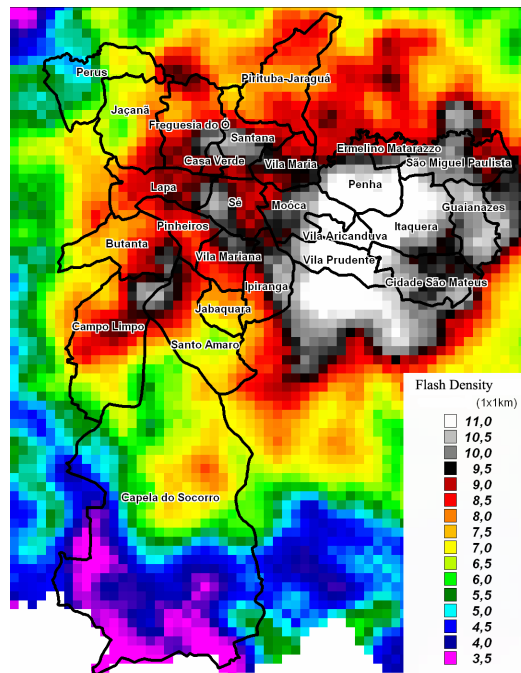 Perus
Pirituba-Jaraguá
Jaçanã
Freguesia do Ó
Santana
Ermelino Matarazzo
Casa Verde
Vila Maria
São Miguel Paulista
Lapa
Penha
Sé
Moóca
Guaianazes
Pinheiros
Itaquera
Butanta
Vila Aricanduva
Vila Mariana
Vila Prudente
Ipiranga
Cidade São Mateus
Jabaquara
Campo Limpo
Santo Amaro
Capela do Socorro
Flash Density
(1x1km)
11,0
10,5
10,0
9,5
9,0
8,5
8,0
7,5
7,0
6,5
6,0
5,5
5,0
4,5
4,0
3,5